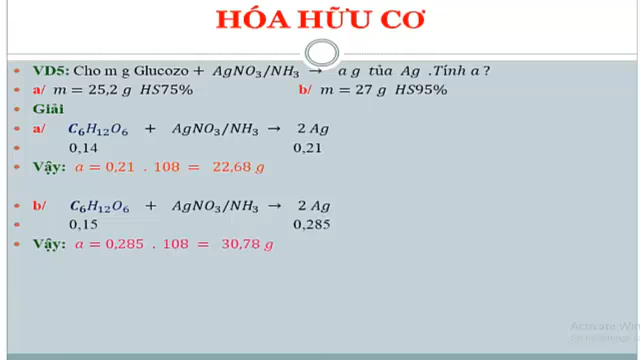 HÓA HỮU CƠ
VD5: Cho m g Glucozo + AgNO₃/NH₃ → a g tủa Ag .Tính a ?
a/ m = 25,2 g HS75% b/ m = 27 g HS95%
Giải
a/ C₆H₁₂O₆ + AgNO₃/NH₃ → 2 Ag
0,14 0,21
Vậy: a = 0,21 . 108 = 22,68 g
b/ C₆H₁₂O₆ + AgNO₃/NH₃ → 2 Ag
0,15 0,285
Vậy: a = 0,285 . 108 = 30,78 g
Activate Win